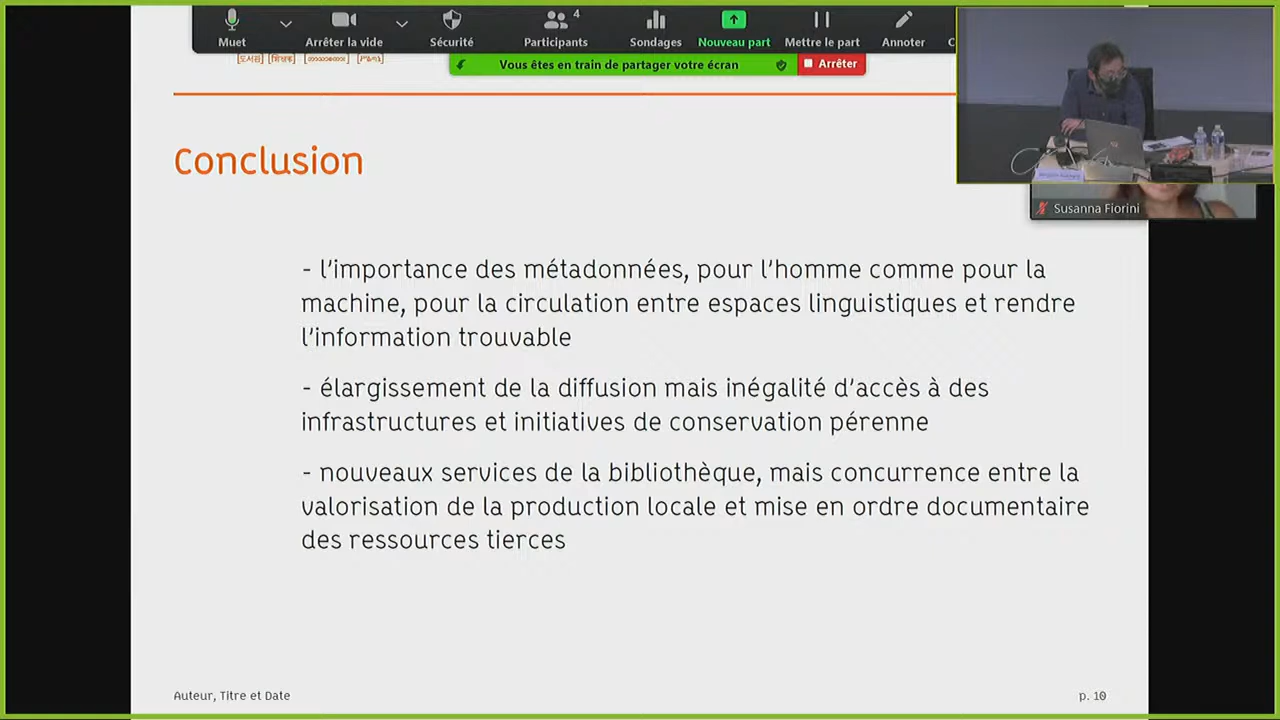 Muet
Arrêter la vide
Sécurité
Participants
4
Sondages
Nouveau part
Mettre le part
Annoter
Vous êtes en train de partager votre écran
Arrêter
Susanna Fiorini
Conclusion
- l'importance des métadonnées, pour l'homme comme pour la
machine, pour la circulation entre espaces linguistiques et rendre
l'information trouvable
- élargissement de la diffusion mais inégalité d'accès à des
infrastructures et initiatives de conservation pérenne
- nouveaux services de la bibliothèque, mais concurrence entre la
valorisation de la production locale et mise en ordre documentaire
des ressources tierces
Auteur, Titre et Date
p. 10